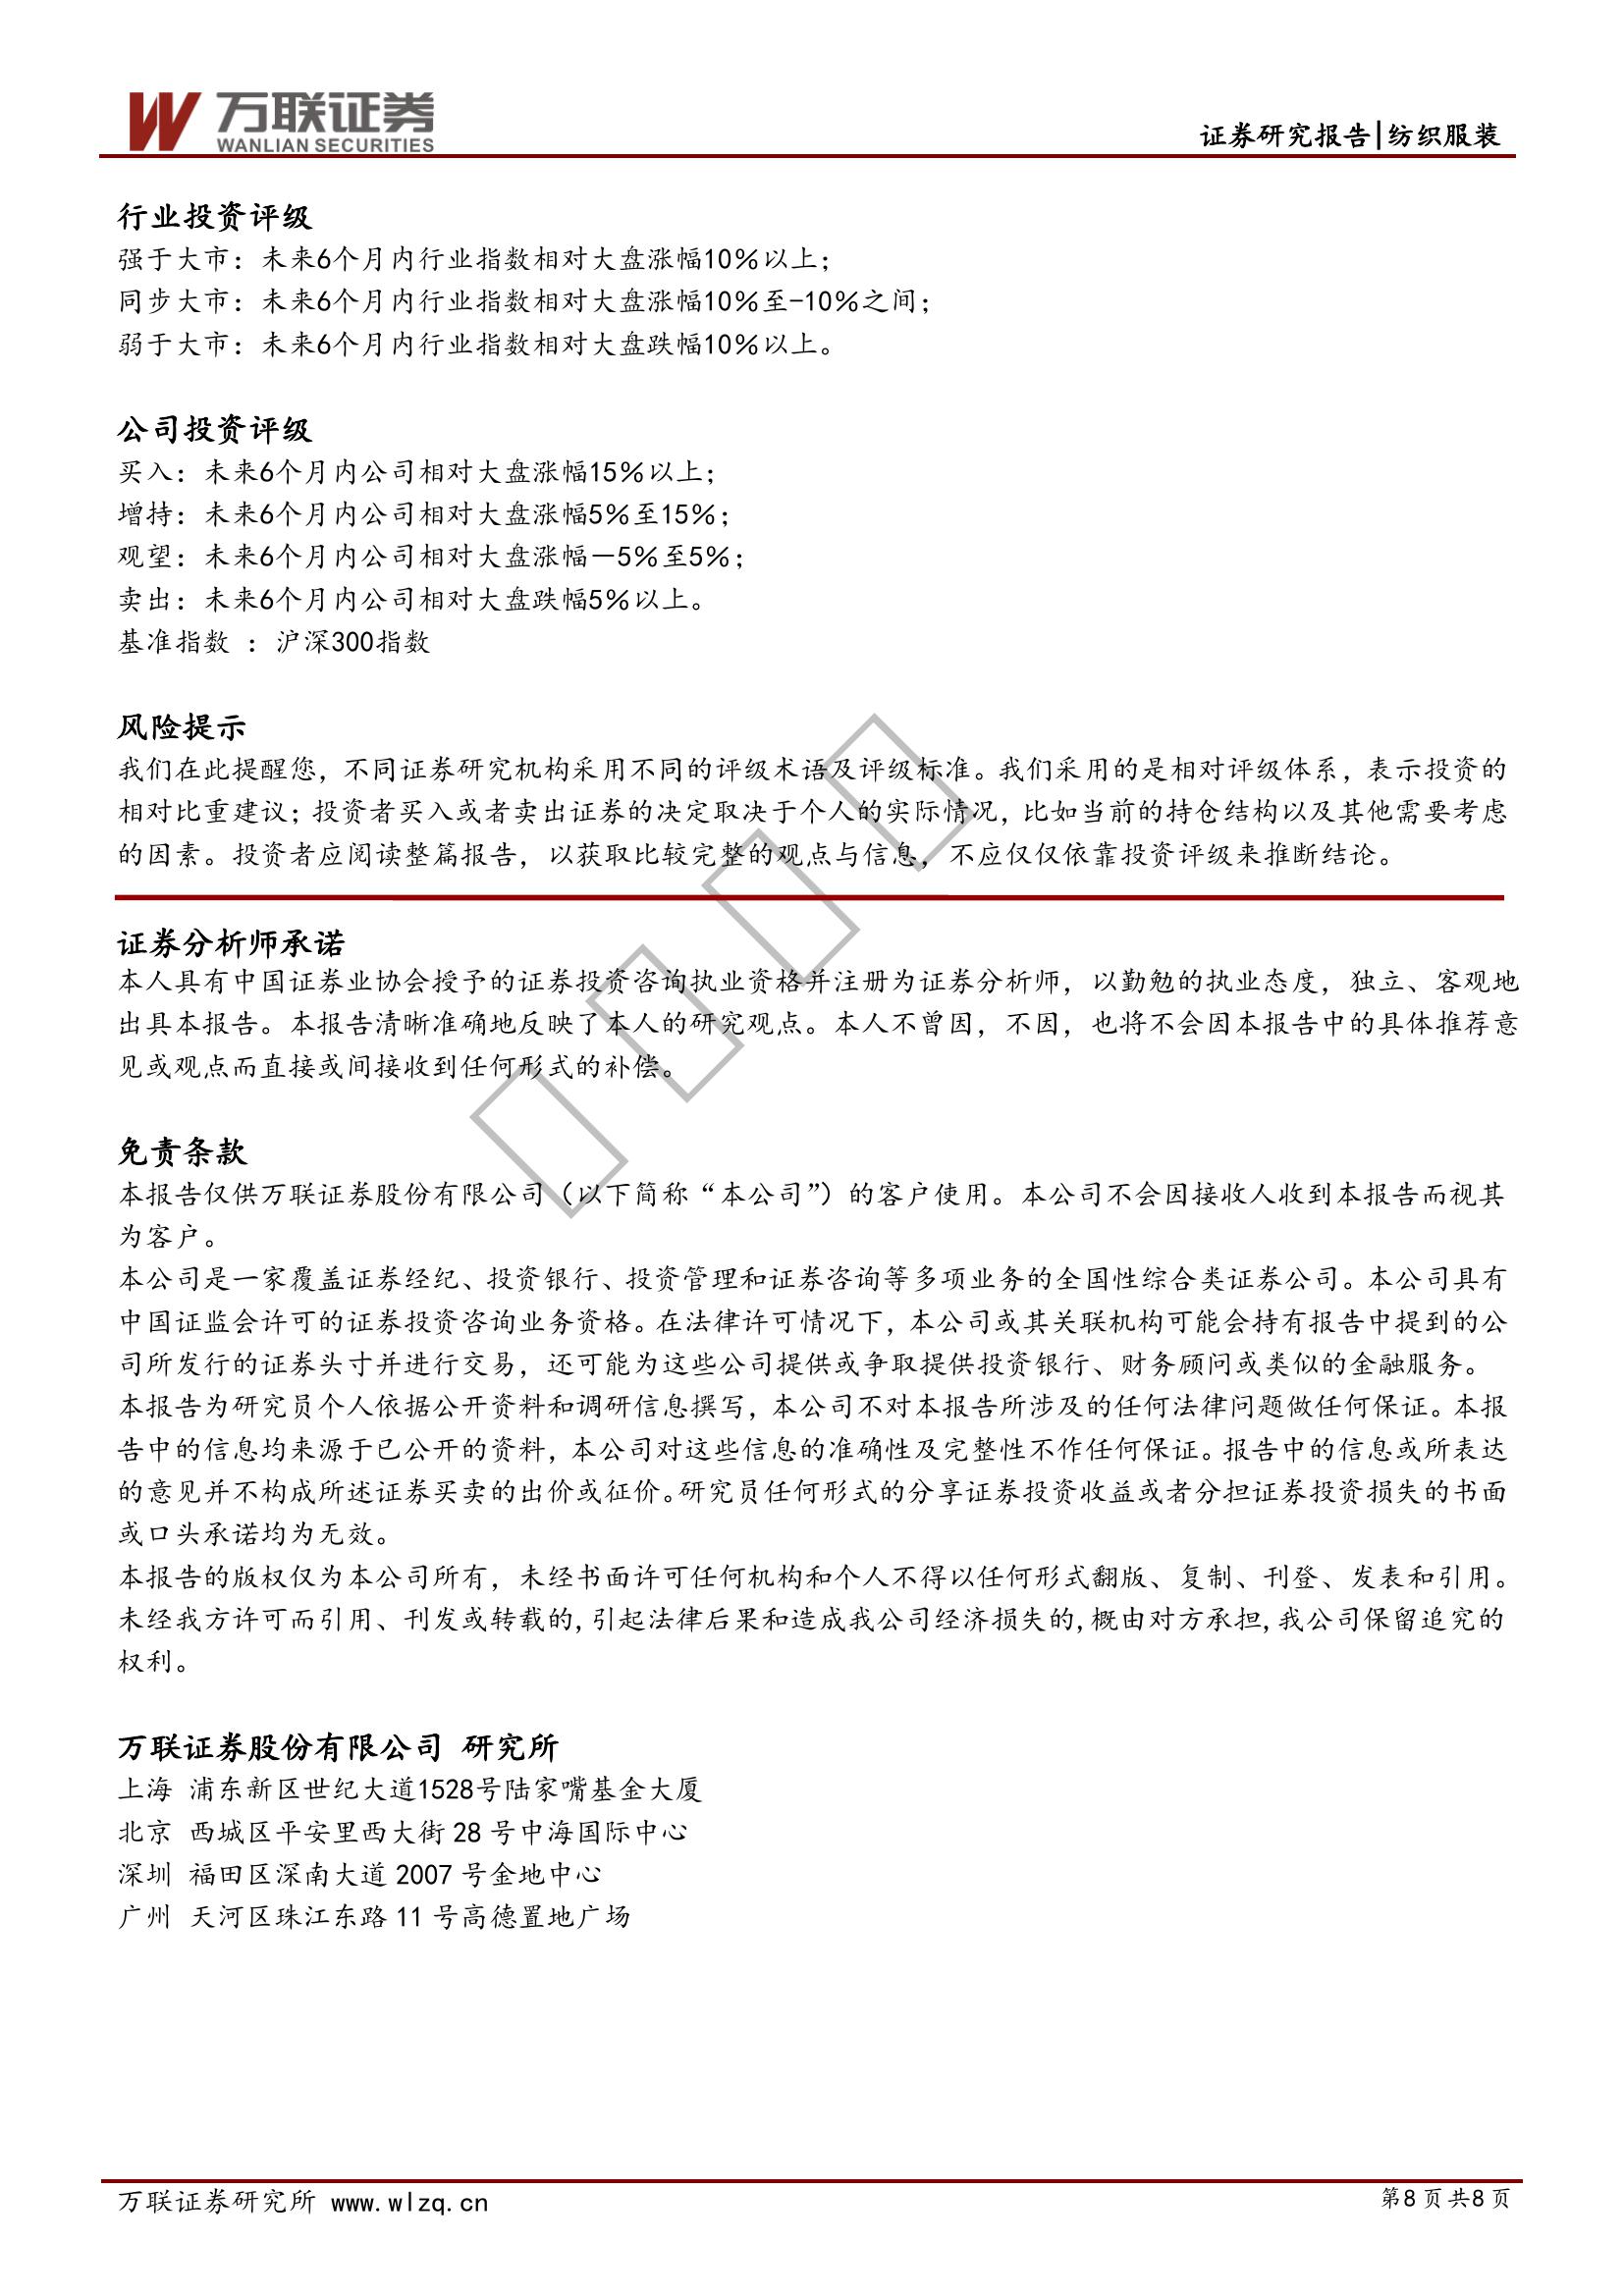 万联证券
WANLIAN SECURITIES
证券研究报告|纺织服装
行业投资评级
强于大市：未来6个月内行业指数相对大盘涨幅10％以上；
同步大市：未来6个月内行业指数相对大盘涨幅10％至-10％之间；
弱于大市：未来6个月内行业指数相对大盘跌幅10％以上。
公司投资评级
买入：未来6个月内公司相对大盘涨幅15％以上；
增持：未来6个月内公司相对大盘涨幅5％至15％；
观望：未来6个月内公司相对大盘涨幅－5％至5％；
卖出：未来6个月内公司相对大盘跌幅5％以上。
基准指数 ：沪深300指数
风险提示
我们在此提醒您，不同证券研究机构采用不同的评级术语及评级标准。我们采用的是相对评级体系，表示投资的
相对比重建议；投资者买入或者卖出证券的决定取决于个人的实际情况，比如当前的持仓结构以及其他需要考虑
的因素。投资者应阅读整篇报告，以获取比较完整的观点与信息，不应仅仅依靠投资评级来推断结论。
证券分析师承诺
本人具有中国证券业协会授予的证券投资咨询执业资格并注册为证券分析师，以勤勉的执业态度，独立、客观地
出具本报告。本报告清晰准确地反映了本人的研究观点。本人不曾因，不因，也将不会因本报告中的具体推荐意
见或观点而直接或间接收到任何形式的补偿。
免责条款
本报告仅供万联证券股份有限公司（以下简称“本公司”）的客户使用。本公司不会因接收人收到本报告而视其
为客户。
本公司是一家覆盖证券经纪、投资银行、投资管理和证券咨询等多项业务的全国性综合类证券公司。本公司具有
中国证监会许可的证券投资咨询业务资格。在法律许可情况下，本公司或其关联机构可能会持有报告中提到的公
司所发行的证券头寸并进行交易，还可能为这些公司提供或争取提供投资银行、财务顾问或类似的金融服务。
本报告为研究员个人依据公开资料和调研信息撰写，本公司不对本报告所涉及的任何法律问题做任何保证。本报
告中的信息均来源于已公开的资料，本公司对这些信息的准确性及完整性不作任何保证。报告中的信息或所表达
的意见并不构成所述证券买卖的出价或征价。研究员任何形式的分享证券投资收益或者分担证券投资损失的书面
或口头承诺均为无效。
本报告的版权仅为本公司所有，未经书面许可任何机构和个人不得以任何形式翻版、复制、刊登、发表和引用。
未经我方许可而引用、刊发或转载的,引起法律后果和造成我公司经济损失的,概由对方承担,我公司保留追究的
权利。
万联证券股份有限公司 研究所
上海 浦东新区世纪大道1528号陆家嘴基金大厦
北京 西城区平安里西大街 28 号中海国际中心
深圳 福田区深南大道 2007 号金地中心
广州 天河区珠江东路 11 号高德置地广场
万联证券研究所 www.wlzq.cn
第8页共8页